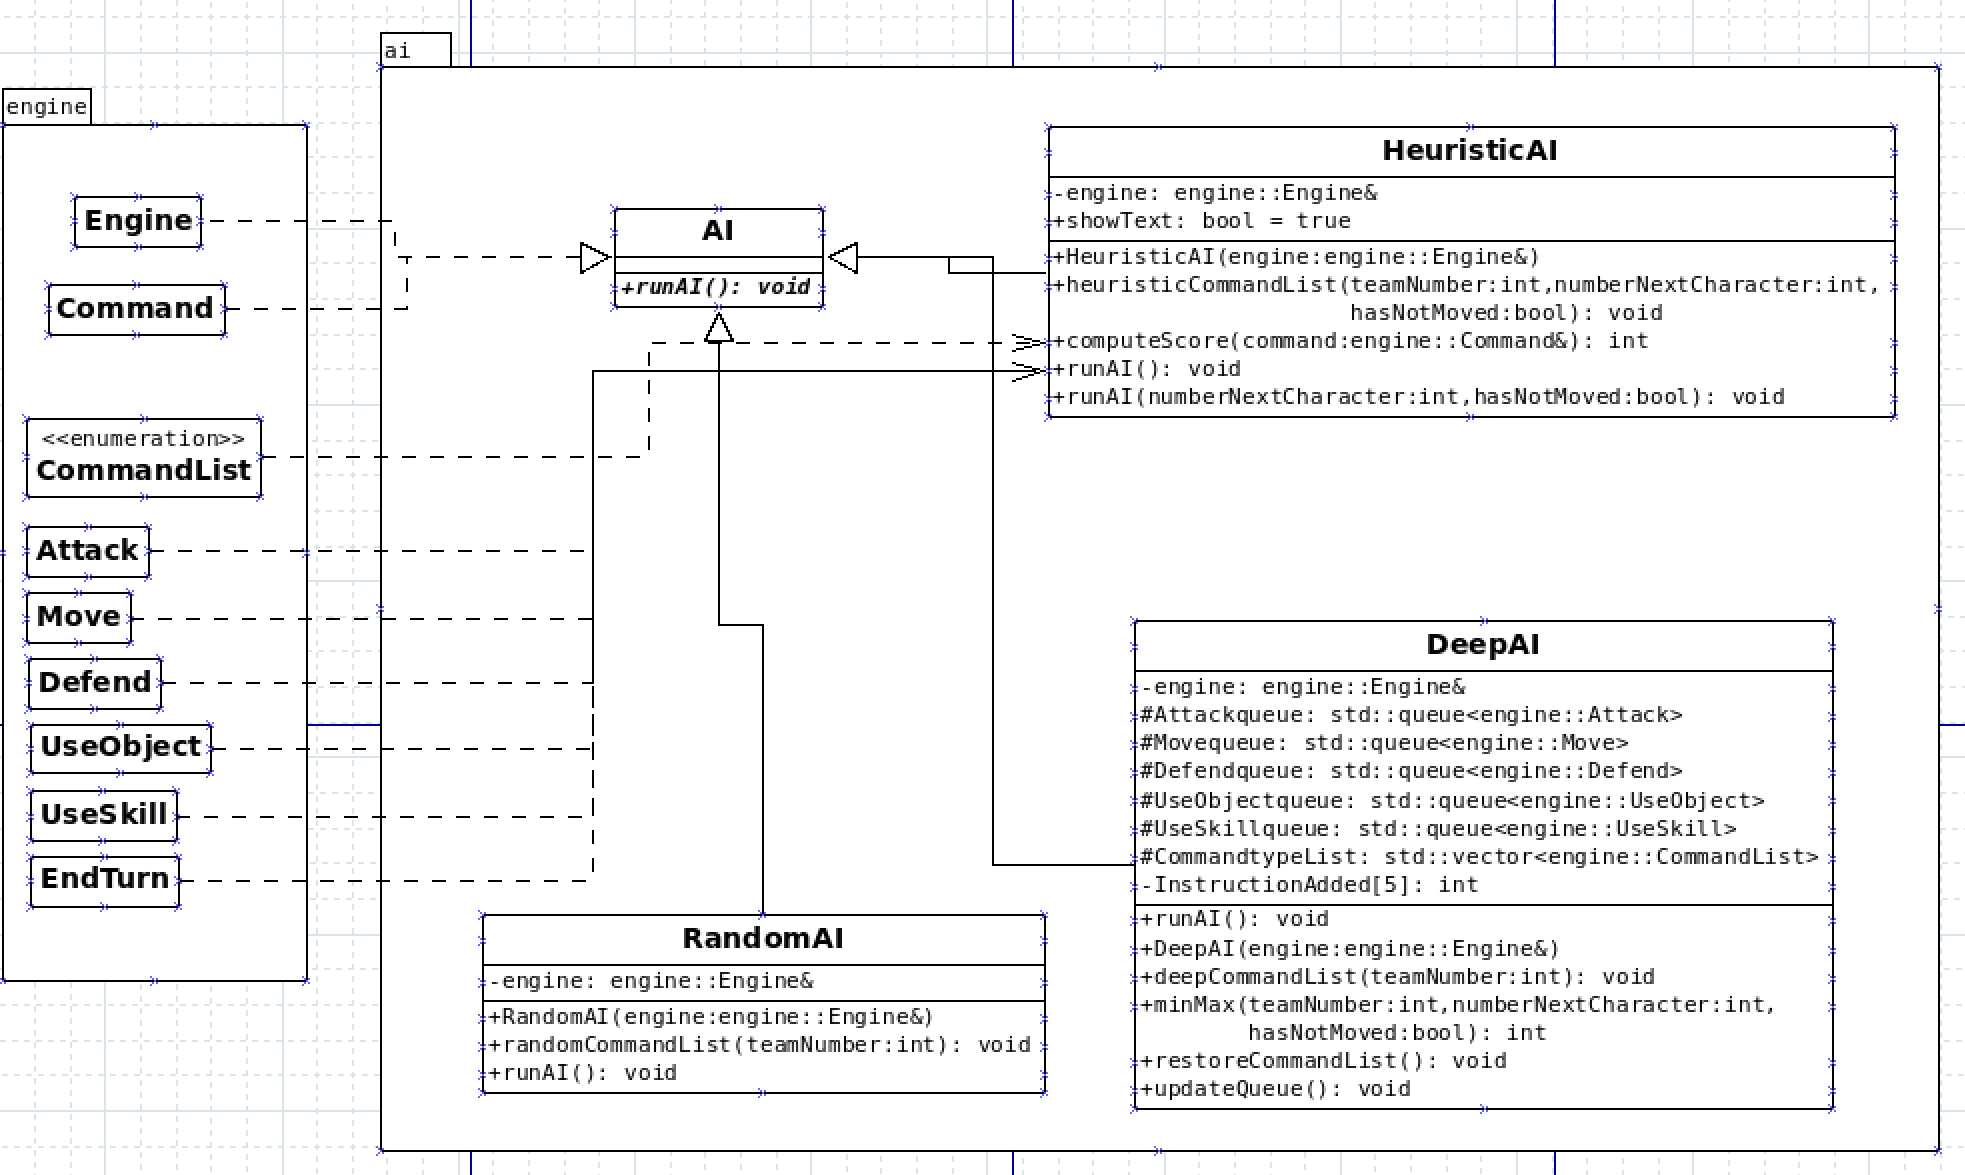 ai
engine
Engine
Command
<<enumeration>>
CommandList
Attack
Move
Defend
UseObject
UseSkill
EndTurn
AI
+runAI(): void
HeuristicAI
-engine: engine::Engine&
+showText: bool = true
+HeuristicAI(engine:engine::Engine&)
+heuristicCommandList(teamNumber:int,numberNextCharacter:int,
hasNotMoved:bool): void
+computeScore(command:engine::Command&): int
+runAI(): void
+runAI(numberNextCharacter:int,hasNotMoved:bool): void
RandomAI
-engine: engine::Engine&
+RandomAI(engine:engine::Engine&)
+randomCommandList(teamNumber:int): void
+runAI(): void
DeepAI
-engine: engine::Engine&
#Attackqueue: std::queue<engine::Attack>
#Movequeue: std::queue<engine::Move>
#Defendqueue: std::queue<engine::Defend>
#UseObjectqueue: std::queue<engine::UseObject>
#UseSkillqueue: std::queue<engine::UseSkill>
#CommandtypeList: std::vector<engine::CommandList>
-InstructionAdded[5]: int
+runAI(): void
+DeepAI(engine:engine::Engine&)
+deepCommandList(teamNumber:int): void
+minMax(teamNumber:int,numberNextCharacter:int,
hasNotMoved:bool): int
+restoreCommandList(): void
+updateQueue(): void